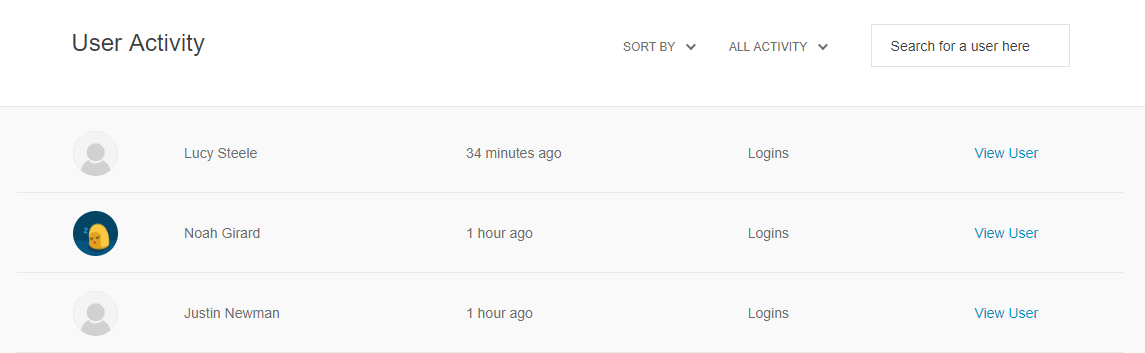 User Activity
SORT BY
ALL ACTIVITY
Search for a user here
Lucy Steele 34 minutes ago Logins View User
Noah Girard 1 hour ago Logins View User
Justin Newman 1 hour ago Logins View User